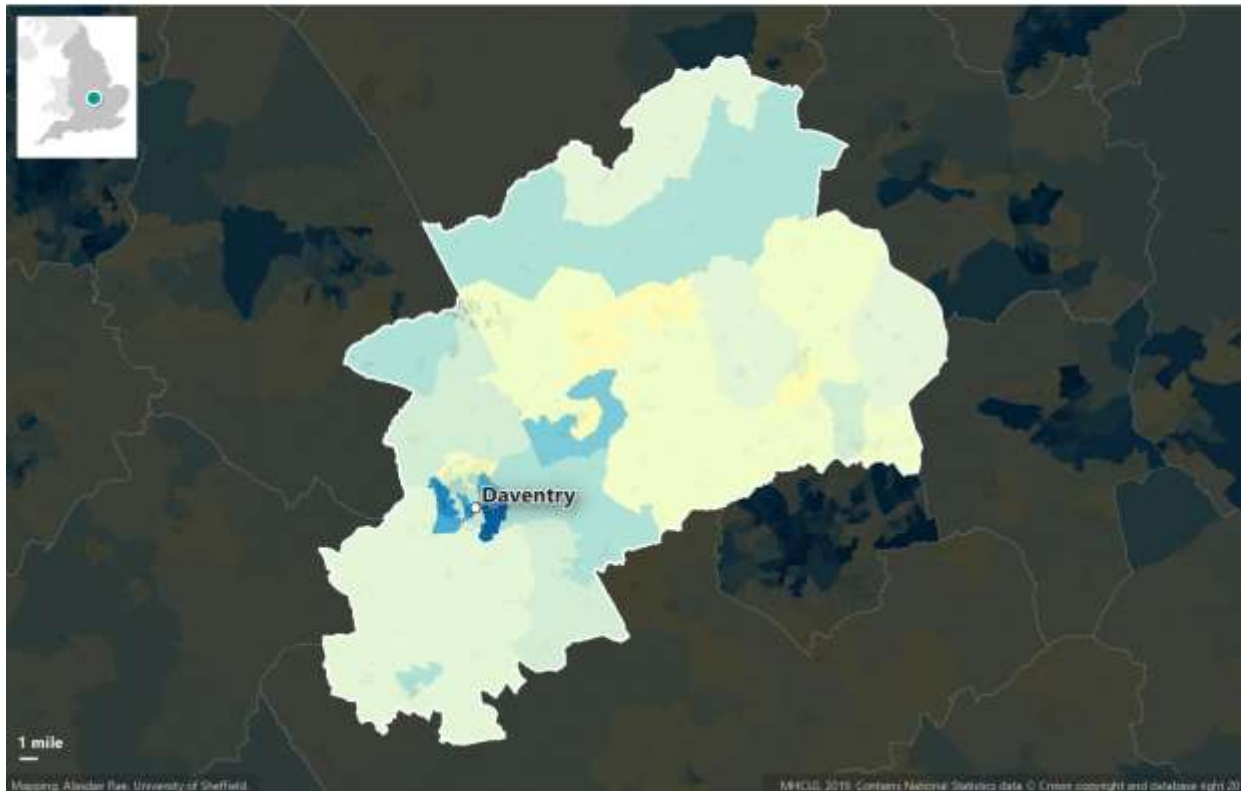 Daventry
1 mile
Mapping: Alasdair Rae, University of Sheffield.
MHCLG, 2019. Contains National Statistics data. © Crown copyright and database right 20